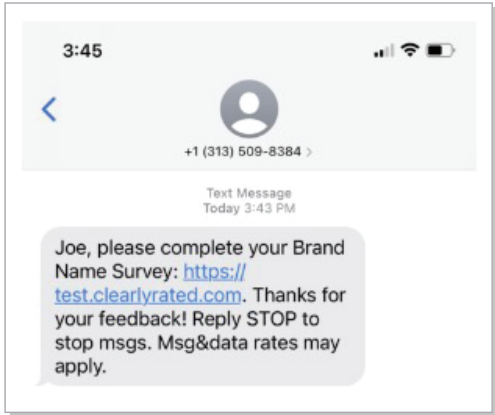 3:45
+1 (313) 509-8384 >
Text Message
Today 3:43 PM
Joe, please complete your Brand
Name Survey: https://
test.clearlyrated.com. Thanks for
your feedback! Reply STOP to
stop msgs. Msg&data rates may
apply.